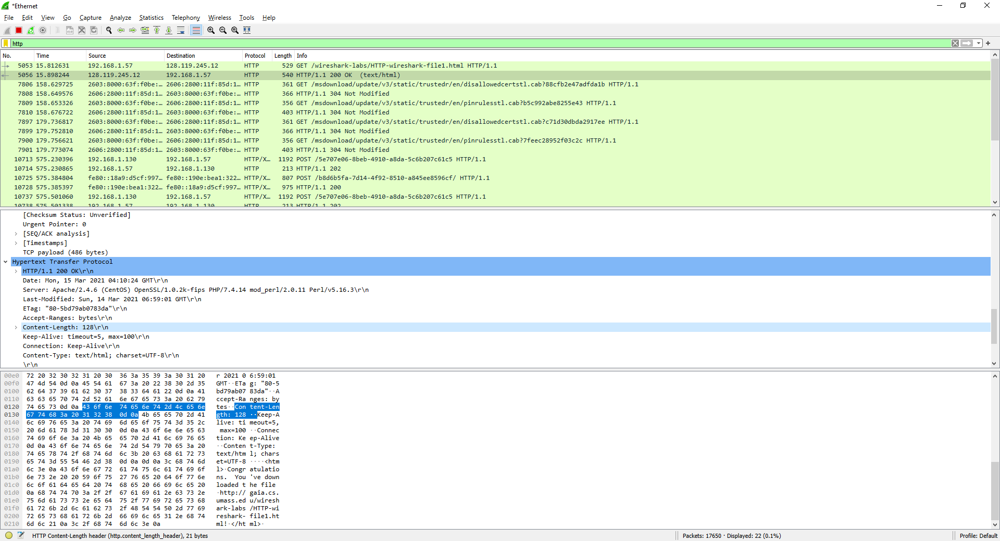 *Ethernet
File Edit View Go Capture Analyze Statistics Telephony Wireless Tools Help
http
No. Time Source Destination Protocol Length Info
5053 15.812631 192.168.1.57 128.119.245.12 HTTP 529 GET /wireshark-labs/HTTP-wireshark-file1.html HTTP/1.1
5056 15.898244 128.119.245.12 192.168.1.57 HTTP 540 HTTP/1.1 200 OK  (text/html)
7806 158.629725 2603:8000:63f:f0be:… 2606:2800:11f:85d:1… HTTP 361 GET /msdownload/update/v3/static/trustedr/en/disallowedcertstl.cab?88cfb2e47adfda1b HTTP/1.1
7808 158.649576 2606:2800:11f:85d:1… 2603:8000:63f:f0be:… HTTP 366 HTTP/1.1 304 Not Modified
7809 158.653326 2603:8000:63f:f0be:… 2606:2800:11f:85d:1… HTTP 356 GET /msdownload/update/v3/static/trustedr/en/pinrulesstl.cab?b5c992abe8255e43 HTTP/1.1
7810 158.676722 2606:2800:11f:85d:1… 2603:8000:63f:f0be:… HTTP 403 HTTP/1.1 304 Not Modified
7897 179.736817 2603:8000:63f:f0be:… 2606:2800:11f:85d:1… HTTP 361 GET /msdownload/update/v3/static/trustedr/en/disallowedcertstl.cab?c71d30dbda2917ee HTTP/1.1
7899 179.752810 2606:2800:11f:85d:1… 2603:8000:63f:f0be:… HTTP 366 HTTP/1.1 304 Not Modified
7900 179.756621 2603:8000:63f:f0be:… 2606:2800:11f:85d:1… HTTP 356 GET /msdownload/update/v3/static/trustedr/en/pinrulesstl.cab?7feec28952f03c2c HTTP/1.1
7901 179.773074 2606:2800:11f:85d:1… 2603:8000:63f:f0be:… HTTP 403 HTTP/1.1 304 Not Modified
10713 575.230396 192.168.1.130 192.168.1.57 HTTP/X… 1192 POST /5e707e06-8beb-4910-a8da-5c6b207c61c5 HTTP/1.1
10714 575.230865 192.168.1.57 192.168.1.130 HTTP 213 HTTP/1.1 202
10725 575.384804 fe80::18a9:d5cf:997… fe80::190e:bea1:322… HTTP/X… 807 POST /b8d6b5fa-7d14-4f92-8510-a845ee8596cf/ HTTP/1.1
10728 575.385397 fe80::190e:bea1:322… fe80::18a9:d5cf:997… HTTP/X… 975 HTTP/1.1 200
10737 575.501060 192.168.1.130 192.168.1.57 HTTP/X… 1192 POST /5e707e06-8beb-4910-a8da-5c6b207c61c5 HTTP/1.1
10738 575.501338 192.168.1.57 192.168.1.130 HTTP 213 HTTP/1.1 202
[Checksum Status: Unverified]
Urgent Pointer: 0
[SEQ/ACK analysis]
[Timestamps]
TCP payload (486 bytes)
Hypertext Transfer Protocol
HTTP/1.1 200 OK\r\n
Date: Mon, 15 Mar 2021 04:10:24 GMT\r\n
Server: Apache/2.4.6 (CentOS) OpenSSL/1.0.2k-fips PHP/7.4.14 mod_perl/2.0.11 Perl/v5.16.3\r\n
Last-Modified: Sun, 14 Mar 2021 06:59:01 GMT\r\n
ETag: "80-5bd79ab0783da"\r\n
Accept-Ranges: bytes\r\n
Content-Length: 128\r\n
Keep-Alive: timeout=5, max=100\r\n
Connection: Keep-Alive\r\n
Content-Type: text/html; charset=UTF-8\r\n
\r\n
00e0 72 20 32 30 32 31 20 30 36 3a 35 39 3a 30 31 20 r 2021 0 6:59:01
00f0 47 4d 54 0d 0a 45 54 61 67 3a 20 22 38 30 2d 35 GMT··ETa g: "80-5
0100 62 64 37 39 61 62 30 37 38 33 64 61 22 0d 0a 41 bd79ab07 83da"··A
0110 63 63 65 70 74 2d 52 61 6e 67 65 73 3a 20 62 79 ccept-Ra nges: by
0120 74 65 73 0d 0a 43 6f 6e 74 65 6e 74 2d 4c 65 6e tes··Con tent-Len
0130 67 74 68 3a 20 31 32 38 0d 0a 4b 65 65 70 2d 41 gth: 128 ··Keep-A
0140 6c 69 76 65 3a 20 74 69 6d 65 6f 75 74 3d 35 2c live: ti meout=5,
0150 20 6d 61 78 3d 31 30 30 0d 0a 43 6f 6e 6e 65 63 max=100 ··Connec
0160 74 69 6f 6e 3a 20 4b 65 65 70 2d 41 6c 69 76 65 tion: Ke ep-Alive
0170 0d 0a 43 6f 6e 74 65 6e 74 2d 54 79 70 65 3a 20 ··Conten t-Type:
0180 74 65 78 74 2f 68 74 6d 6c 3b 20 63 68 61 72 73 text/htm l; chars
0190 65 74 3d 55 54 46 2d 38 0d 0a 0d 0a 3c 68 74 6d et=UTF-8 ····<htm
01a0 6c 3e 0a 43 6f 6e 67 72 61 74 75 6c 61 74 69 6f l>·Congr atulatio
01b0 6e 73 2e 20 20 59 6f 75 27 76 65 20 64 6f 77 6e ns.  You 've down
01c0 6c 6f 61 64 65 64 20 74 68 65 20 66 69 6c 65 20 loaded t he file
01d0 0a 68 74 74 70 3a 2f 2f 67 61 69 61 2e 63 73 2e ·http:// gaia.cs.
01e0 75 6d 61 73 73 2e 65 64 75 2f 77 69 72 65 73 68 umass.ed u/wiresh
01f0 61 72 6b 2d 6c 61 62 73 2f 48 54 54 50 2d 77 69 ark-labs /HTTP-wi
0200 72 65 73 68 61 72 6b 2d 66 69 6c 65 31 2e 68 74 reshark- file1.ht
0210 6d 6c 21 0a 3c 2f 68 74 6d 6c 3e 0a ml!·</ht ml>·
HTTP Content-Length header (http.content_length_header), 21 bytes
Packets: 17650 · Displayed: 22 (0.1%)
Profile: Default